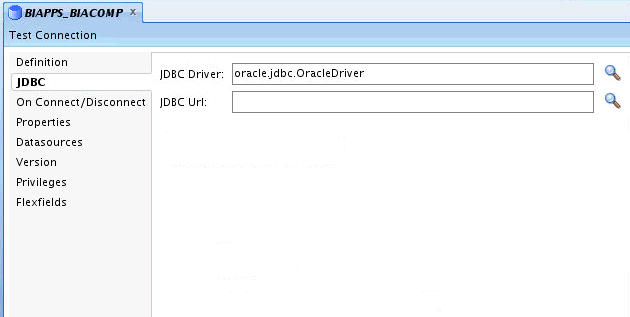 BIAPPS_BIACOMP x
Test Connection
Definition
JDBC
On Connect/Disconnect
Properties
Datasources
Version
Privileges
Flexfields
JDBC Driver: oracle.jdbc.OracleDriver
JDBC Url: